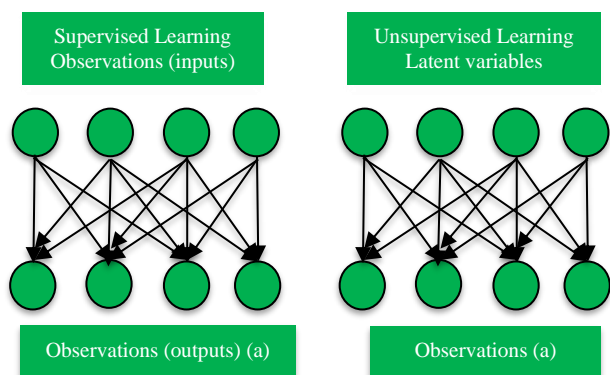 Supervised Learning
Observations (inputs)
Unsupervised Learning
Latent variables
Observations (outputs) (a)
Observations (a)